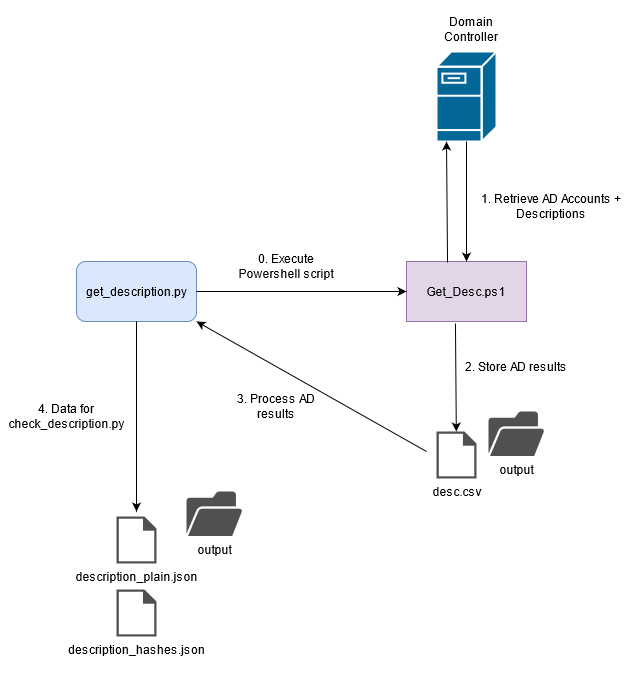 Domain
Controller
1. Retrieve AD Accounts +
Descriptions
0. Execute
Powershell script
get_description.py
Get_Desc.ps1
2. Store AD results
3. Process AD
results
4. Data for
check_description.py
output
desc.csv
output
description_plain.json
description_hashes.json